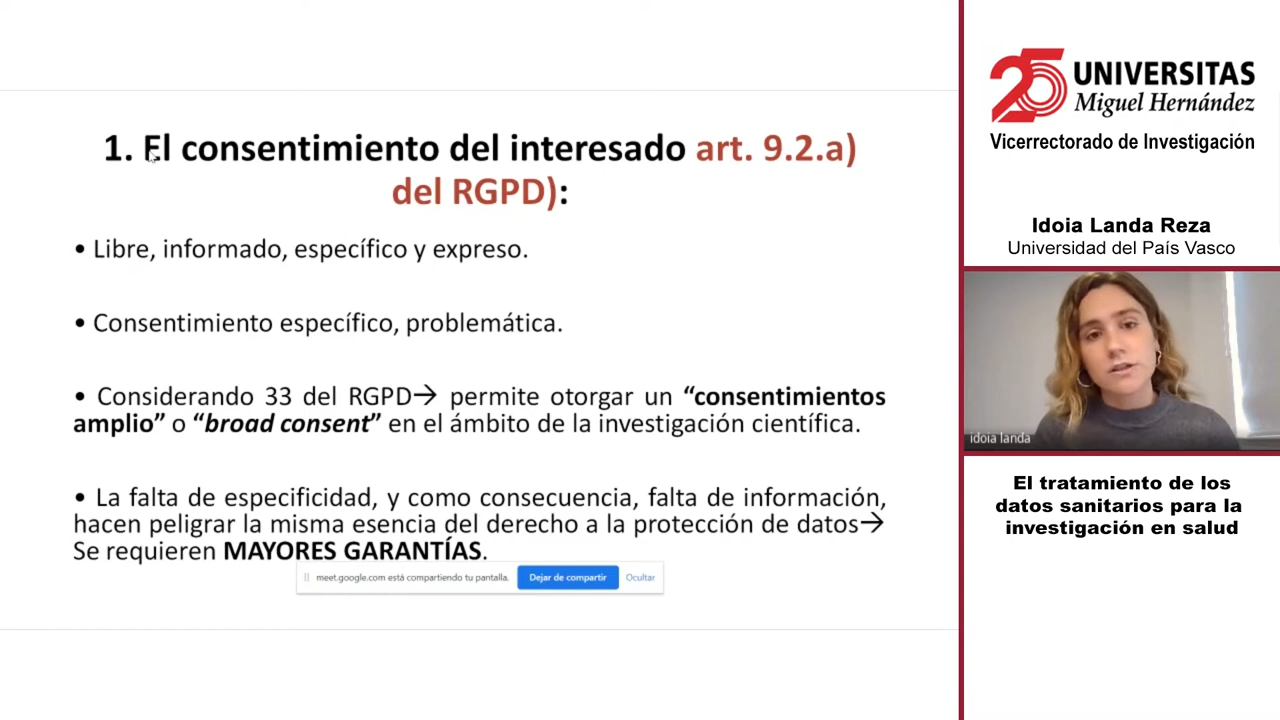 1. El consentimiento del interesado art. 9.2.a)
del RGPD):
• Libre, informado, específico y expreso.
• Consentimiento específico, problemática.
• Considerando 33 del RGPD→ permite otorgar un “consentimientos
amplio” o “broad consent” en el ámbito de la investigación científica.
• La falta de especificidad, y como consecuencia, falta de información,
hacen peligrar la misma esencia del derecho a la protección de datos→
Se requieren MAYORES GARANTÍAS.
meet.google.com está compartiendo tu pantalla.
Dejar de compartir
Ocultar
25 UNIVERSITAS
Miguel Hernández
Vicerrectorado de Investigación
Idoia Landa Reza
Universidad del País Vasco
idoia landa
El tratamiento de los
datos sanitarios para la
investigación en salud